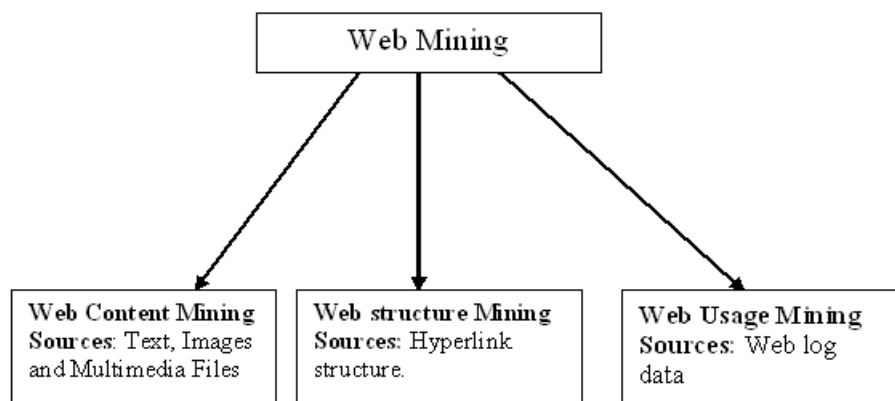 Web Mining
Web Content Mining
Sources: Text, Images
and Multimedia Files
Web structure Mining
Sources: Hyperlink
structure.
Web Usage Mining
Sources: Web log
data